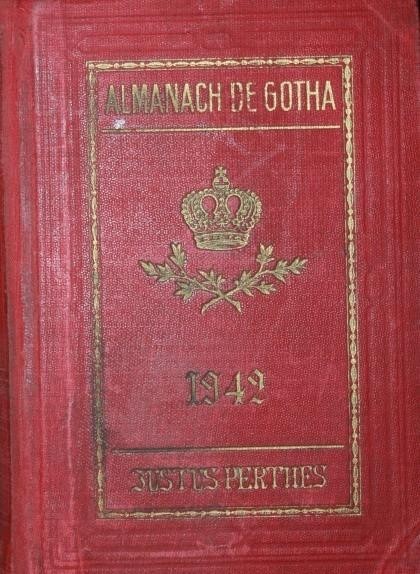 ALMANACH DE GOTHA
1942
JUSTUS PERTHES